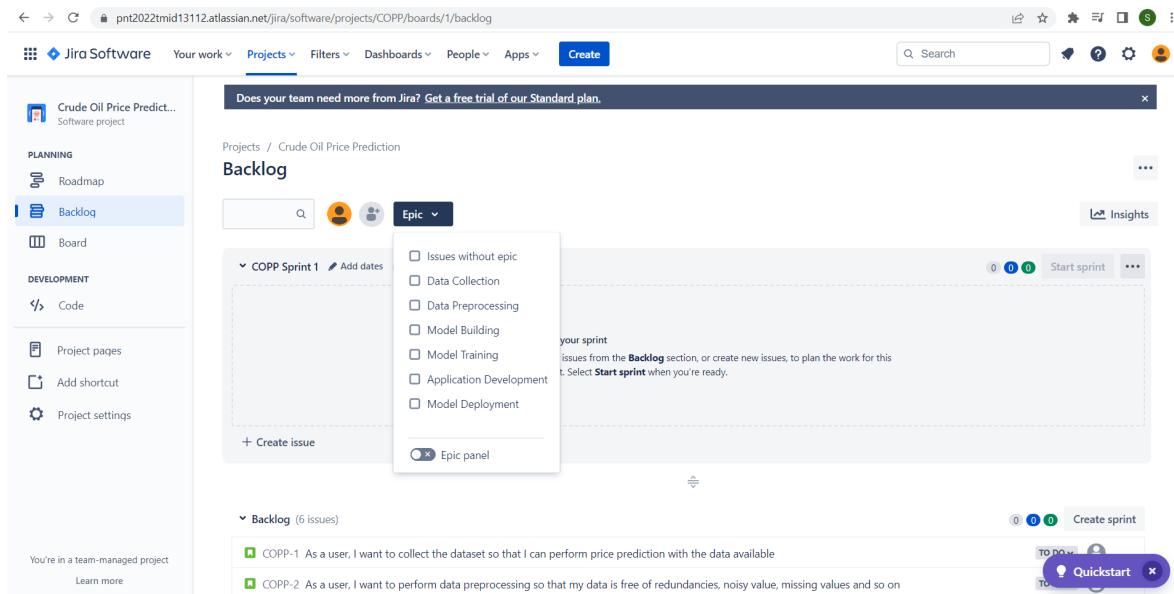 pnt2022tmid13112.atlassian.net/jira/software/projects/COPP/boards/1/backlog
S
Jira Software
Your work
Projects
Filters
Dashboards
People
Apps
Create
Search
Crude Oil Price Predict...
Software project
PLANNING
Roadmap
Backlog
Board
DEVELOPMENT
Code
Project pages
Add shortcut
Project settings
You're in a team-managed project
Learn more
Does your team need more from Jira? Get a free trial of our Standard plan.
Projects / Crude Oil Price Prediction
Backlog
Epic
Insights
Issues without epic
Data Collection
Data Preprocessing
Model Building
Model Training
Application Development
Model Deployment
Epic panel
COPP Sprint 1 Add dates
0 0 0 Start sprint
your sprint
issues from the Backlog section, or create new issues, to plan the work for this
t. Select Start sprint when you're ready.
+ Create issue
Backlog (6 issues)
0 0 0 Create sprint
COPP-1 As a user, I want to collect the dataset so that I can perform price prediction with the data available
TO DO
COPP-2 As a user, I want to perform data preprocessing so that my data is free of redundancies, noisy value, missing values and so on
TO
Quickstart